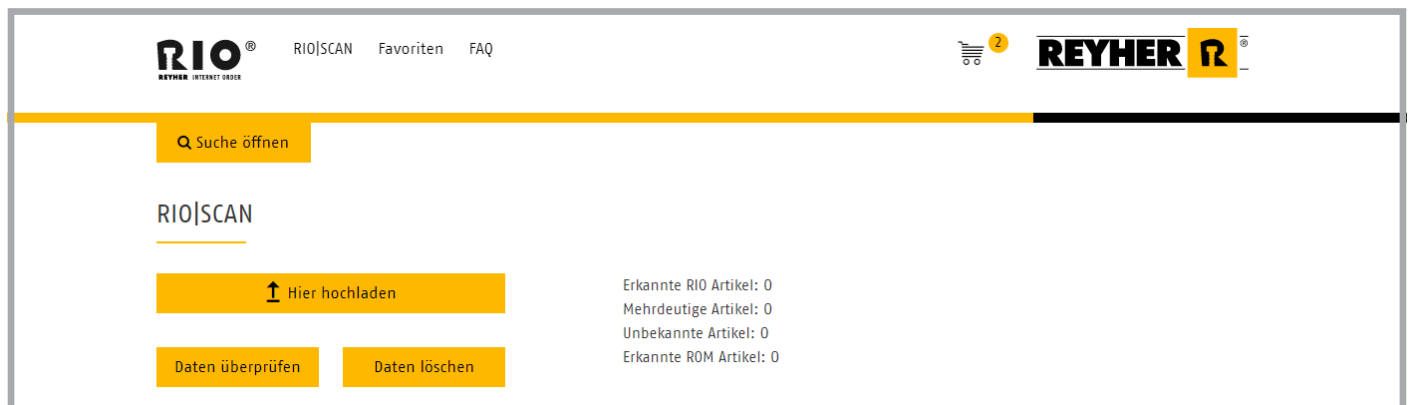 RIO®
REYHER INTERNET ORDER
RIO|SCAN Favoriten FAQ
2
REYHER R®
Suche öffnen
RIO|SCAN
Hier hochladen
Daten überprüfen Daten löschen
Erkannte RIO Artikel: 0
Mehrdeutige Artikel: 0
Unbekannte Artikel: 0
Erkannte ROM Artikel: 0